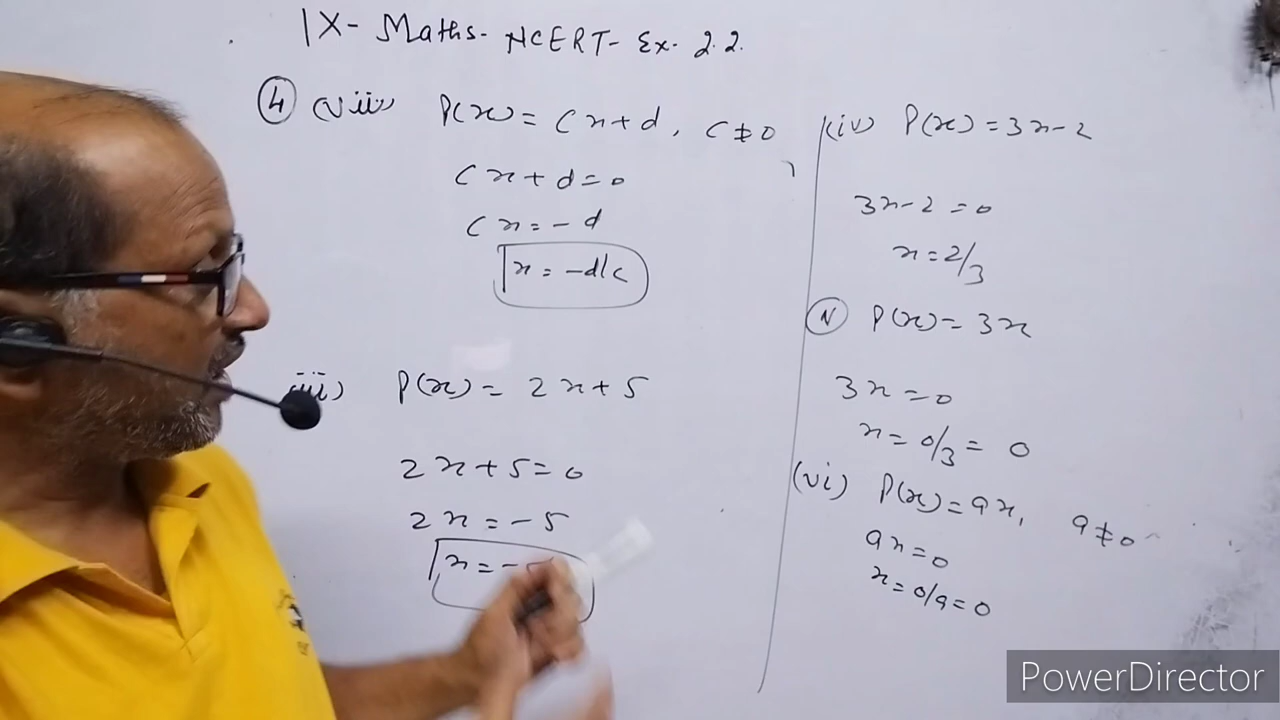 IX- Maths- NCERT- Ex- 2.2.
④ (viii) P(x) = Cx+d, C≠0
Cx+d=0
Cx=-d
x = -d/c
iii) P(x) = 2x+5
2x+5=0
2x=-5
x=-
(iv) P(x)=3x-2
3x-2=0
x=2/3
(v) P(x)=3x
3x=0
x=0/3=0
(vi) P(x)=ax, a≠0
ax=0
x=0/a=0
PowerDirector